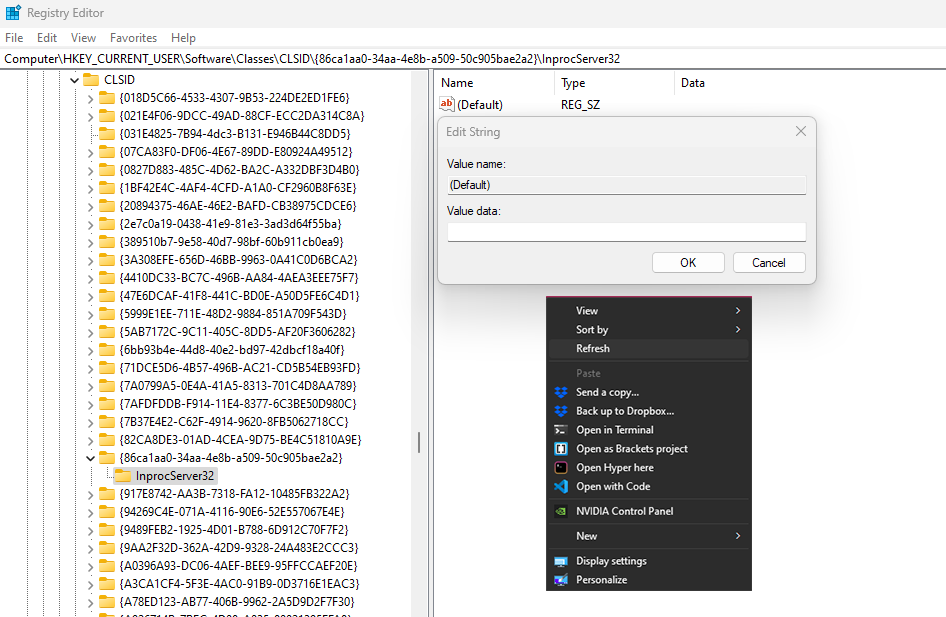 Registry Editor
File Edit View Favorites Help
Computer\HKEY_CURRENT_USER\Software\Classes\CLSID\{86ca1aa0-34aa-4e8b-a509-50c905bae2a2}\InprocServer32
CLSID
{018D5C66-4533-4307-9B53-224DE2ED1FE6}
{021E4F06-9DCC-49AD-88CF-ECC2DA314C8A}
{031E4825-7B94-4dc3-B131-E946B44C8DD5}
{07CA83F0-DF06-4E67-89DD-E80924A49512}
{0827D883-485C-4D62-BA2C-A332DBF3D4B0}
{1BF42E4C-4AF4-4CFD-A1A0-CF2960B8F63E}
{20894375-46AE-46E2-BAFD-CB38975CDCE6}
{2e7c0a19-0438-41e9-81e3-3ad3d64f55ba}
{389510b7-9e58-40d7-98bf-60b911cb0ea9}
{3A308EFE-656D-46BB-9963-0A41C0D6BCA2}
{4410DC33-BC7C-496B-AA84-4AEA3EEE75F7}
{47E6DCAF-41F8-441C-BD0E-A50D5FE6C4D1}
{5999E1EE-711E-48D2-9884-851A709F543D}
{5AB7172C-9C11-405C-8DD5-AF20F3606282}
{6bb93b4e-44d8-40e2-bd97-42dbcf18a40f}
{71DCE5D6-4B57-496B-AC21-CD5B54EB93FD}
{7A0799A5-0E4A-41A5-8313-701C4D8AA789}
{7AFDFDDB-F914-11E4-8377-6C3BE50D980C}
{7B37E4E2-C62F-4914-9620-8FB5062718CC}
{82CA8DE3-01AD-4CEA-9D75-BE4C51810A9E}
{86ca1aa0-34aa-4e8b-a509-50c905bae2a2}
InprocServer32
{917E8742-AA3B-7318-FA12-10485FB322A2}
{94269C4E-071A-4116-90E6-52E557067E4E}
{9489FEB2-1925-4D01-B788-6D912C70F7F2}
{9AA2F32D-362A-42D9-9328-24A483E2CCC3}
{A0396A93-DC06-4AEF-BEE9-95FFCCAEF20E}
{A3CA1CF4-5F3E-4AC0-91B9-0D3716E1EAC3}
{A78ED123-AB77-406B-9962-2A5D9D2F7F30}
Name Type Data
(Default) REG_SZ
Edit String
Value name:
(Default)
Value data:
OK Cancel
View
Sort by
Refresh
Paste
Send a copy...
Back up to Dropbox...
Open in Terminal
Open as Brackets project
Open Hyper here
Open with Code
NVIDIA Control Panel
New
Display settings
Personalize